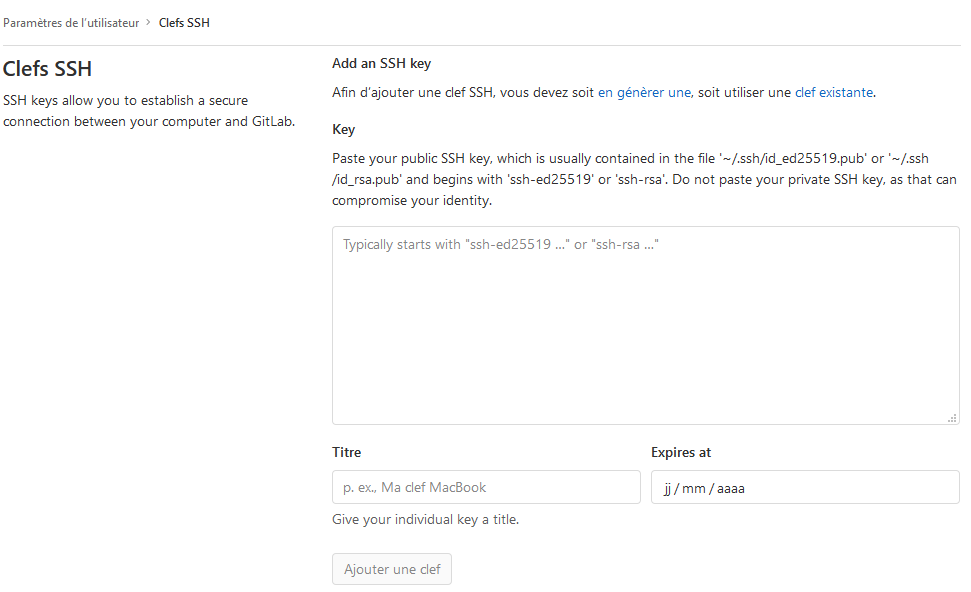 Paramètres de l'utilisateur > Clefs SSH
Clefs SSH
SSH keys allow you to establish a secure
connection between your computer and GitLab.
Add an SSH key
Afin d'ajouter une clef SSH, vous devez soit en génèrer une, soit utiliser une clef existante.
Key
Paste your public SSH key, which is usually contained in the file '~/.ssh/id_ed25519.pub' or '~/.ssh
/id_rsa.pub' and begins with 'ssh-ed25519' or 'ssh-rsa'. Do not paste your private SSH key, as that can
compromise your identity.
Typically starts with "ssh-ed25519 …" or "ssh-rsa …"
Titre
Expires at
p. ex., Ma clef MacBook
jj / mm / aaaa
Give your individual key a title.
Ajouter une clef